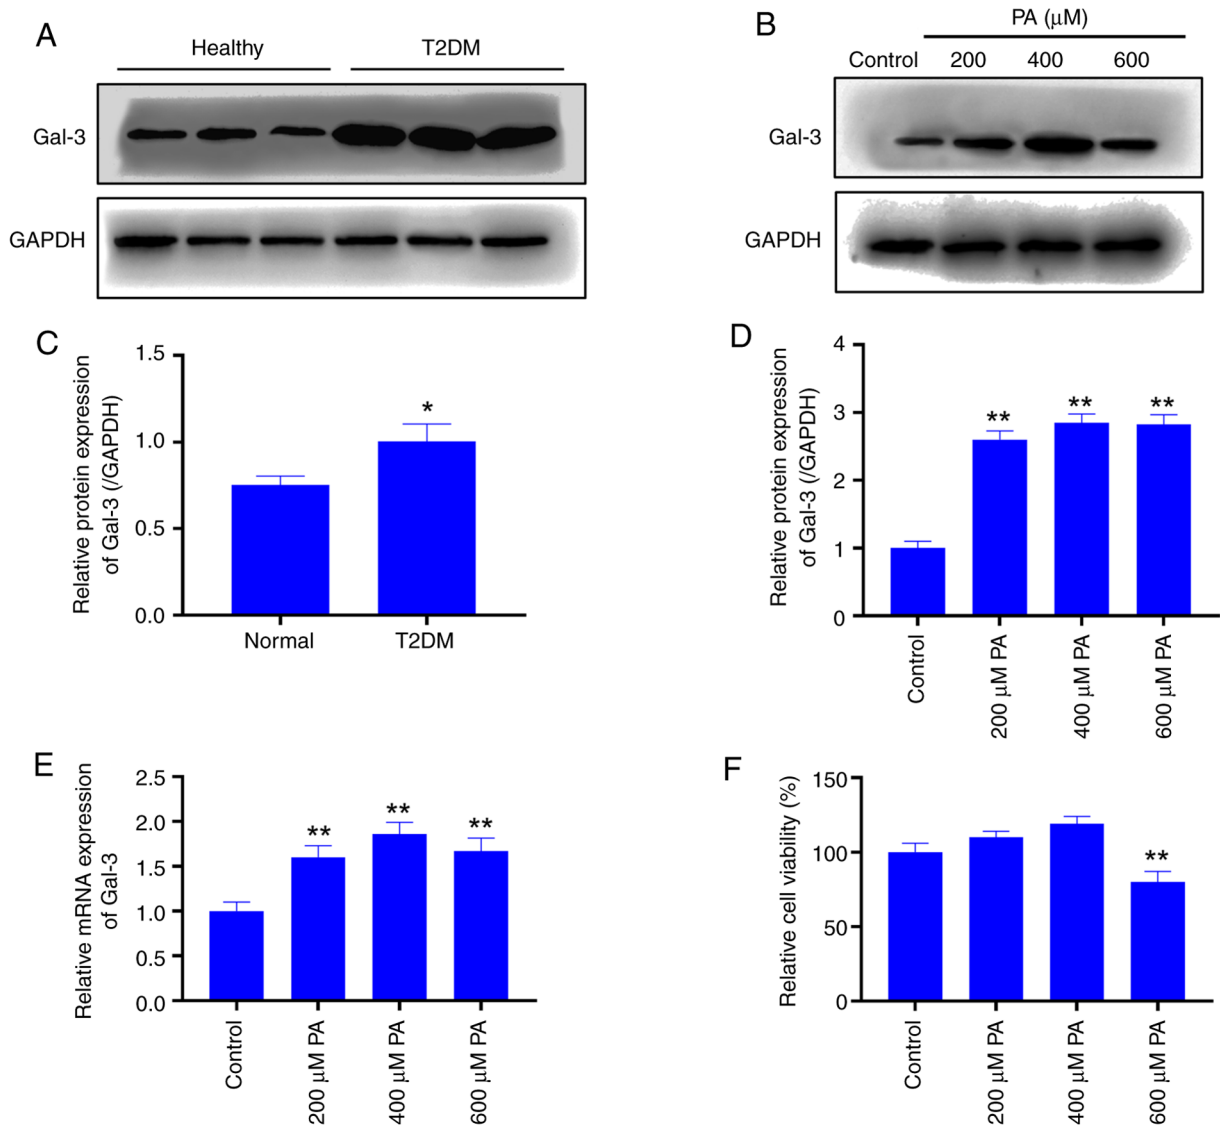 A
Healthy T2DM
Gal-3
GAPDH
B
PA (μM)
Control 200 400 600
Gal-3
GAPDH
C
Relative protein expression
of Gal-3 (/GAPDH)
1.5
1.0
0.5
0.0
*
Normal T2DM
D
Relative protein expression
of Gal-3 (/GAPDH)
4
3
2
1
0
** ** **
Control
200 μM PA
400 μM PA
600 μM PA
E
Relative mRNA expression
of Gal-3
2.5
2.0
1.5
1.0
0.5
0.0
** ** **
Control
200 μM PA
400 μM PA
600 μM PA
F
Relative cell viability (%)
150
100
50
0
**
Control
200 μM PA
400 μM PA
600 μM PA